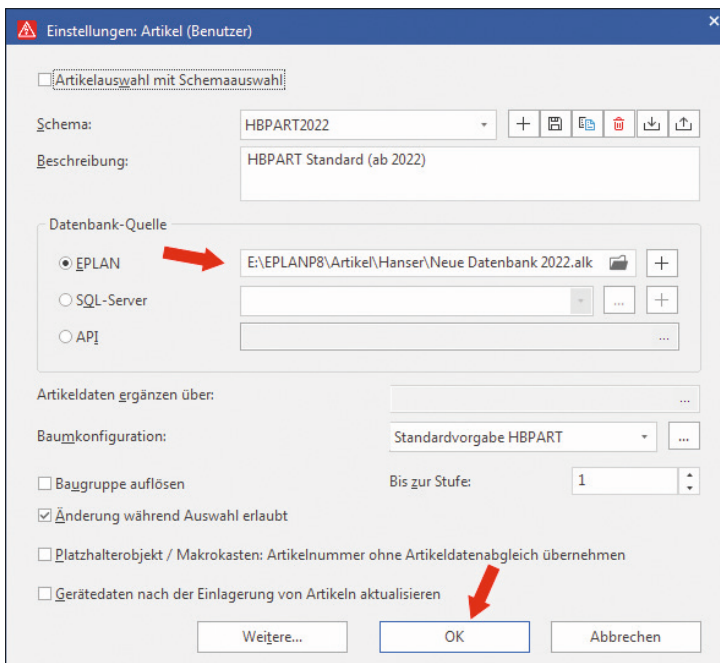 Einstellungen: Artikel (Benutzer)
Artikelauswahl mit Schemaauswahl
Schema: HBPART2022
Beschreibung: HBPART Standard (ab 2022)
Datenbank-Quelle
EPLAN E:\EPLANP8\Artikel\Hanser\Neue Datenbank 2022.alk
SQL-Server ...
API ...
Artikeldaten ergänzen über: ...
Baumkonfiguration: Standardvorgabe HBPART ...
Baugruppe auflösen Bis zur Stufe: 1
Änderung während Auswahl erlaubt
Platzhalterobjekt / Makrokasten: Artikelnummer ohne Artikeldatenabgleich übernehmen
Gerätedaten nach der Einlagerung von Artikeln aktualisieren
Weitere... OK Abbrechen